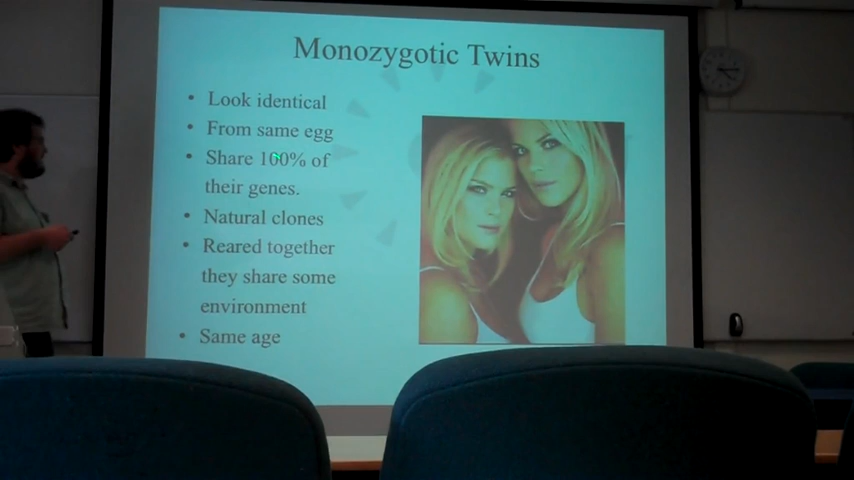 Monozygotic Twins
• Look identical
• From same egg
• Share 100% of
their genes.
• Natural clones
• Reared together
they share some
environment
• Same age